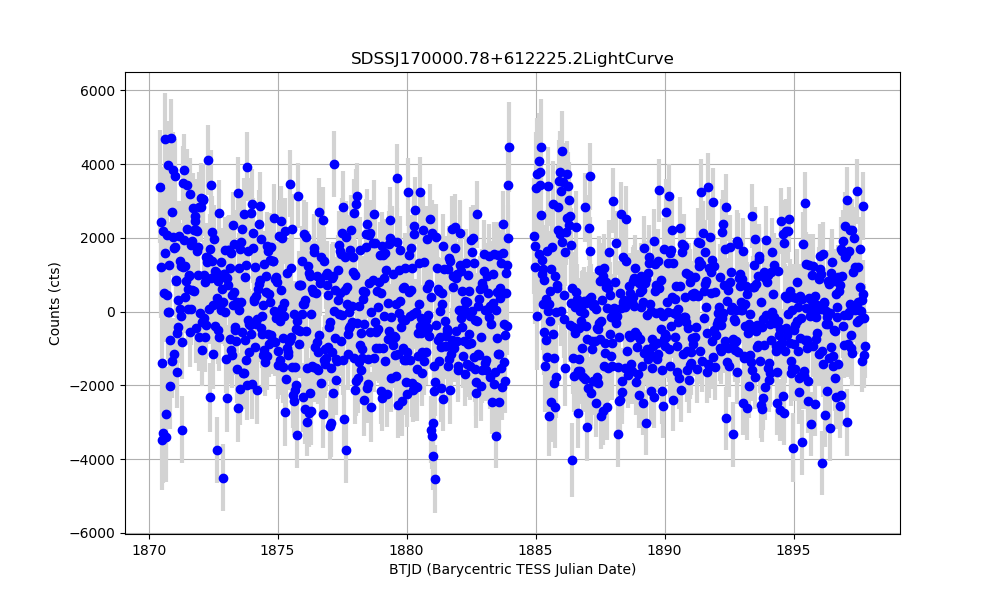 SDSSJ170000.78+612225.2LightCurve
6000
4000
2000
0
−2000
−4000
−6000
Counts (cts)
1870 1875 1880 1885 1890 1895
BTJD (Barycentric TESS Julian Date)